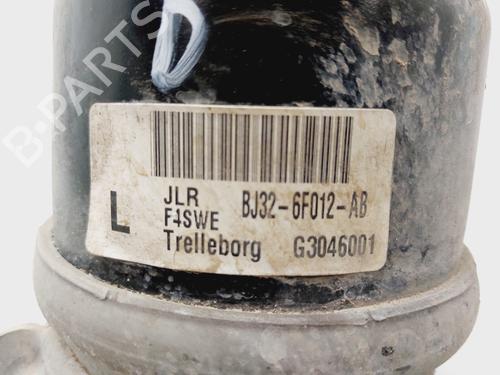 B-PARTS
D
JLR BJ32-6F012-AB
L F4SWE
Trelleborg G3046001